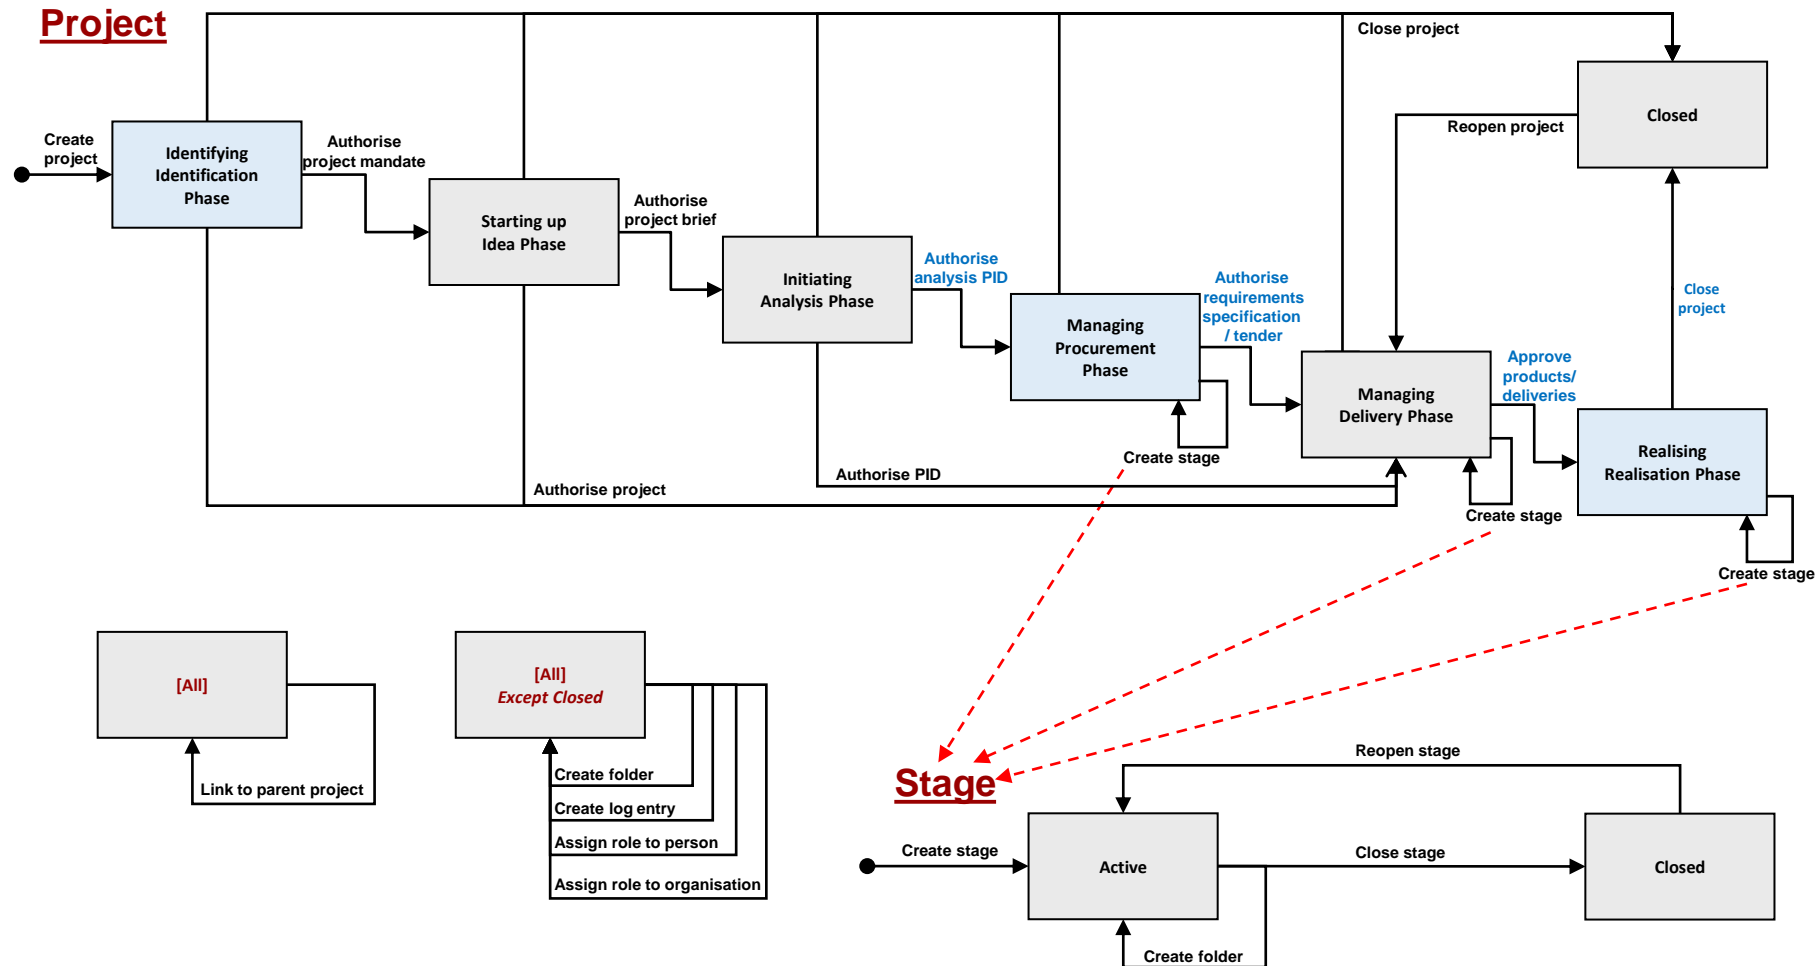 Project
Close project
Create
project
Identifying
Identification
Phase
Authorise
project mandate
Starting up
Idea Phase
Authorise
project brief
Initiating
Analysis Phase
Authorise
analysis PID
Managing
Procurement
Phase
Create stage
Authorise
requirements
specification
/ tender
Managing
Delivery Phase
Create stage
Approve
products/
deliveries
Realising
Realisation Phase
Create stage
Close
project
Closed
Reopen project
Authorise PID
Authorise project
[All]
Link to parent project
[All]
Except Closed
Create folder
Create log entry
Assign role to person
Assign role to organisation
Stage
Create stage
Active
Create folder
Close stage
Reopen stage
Closed